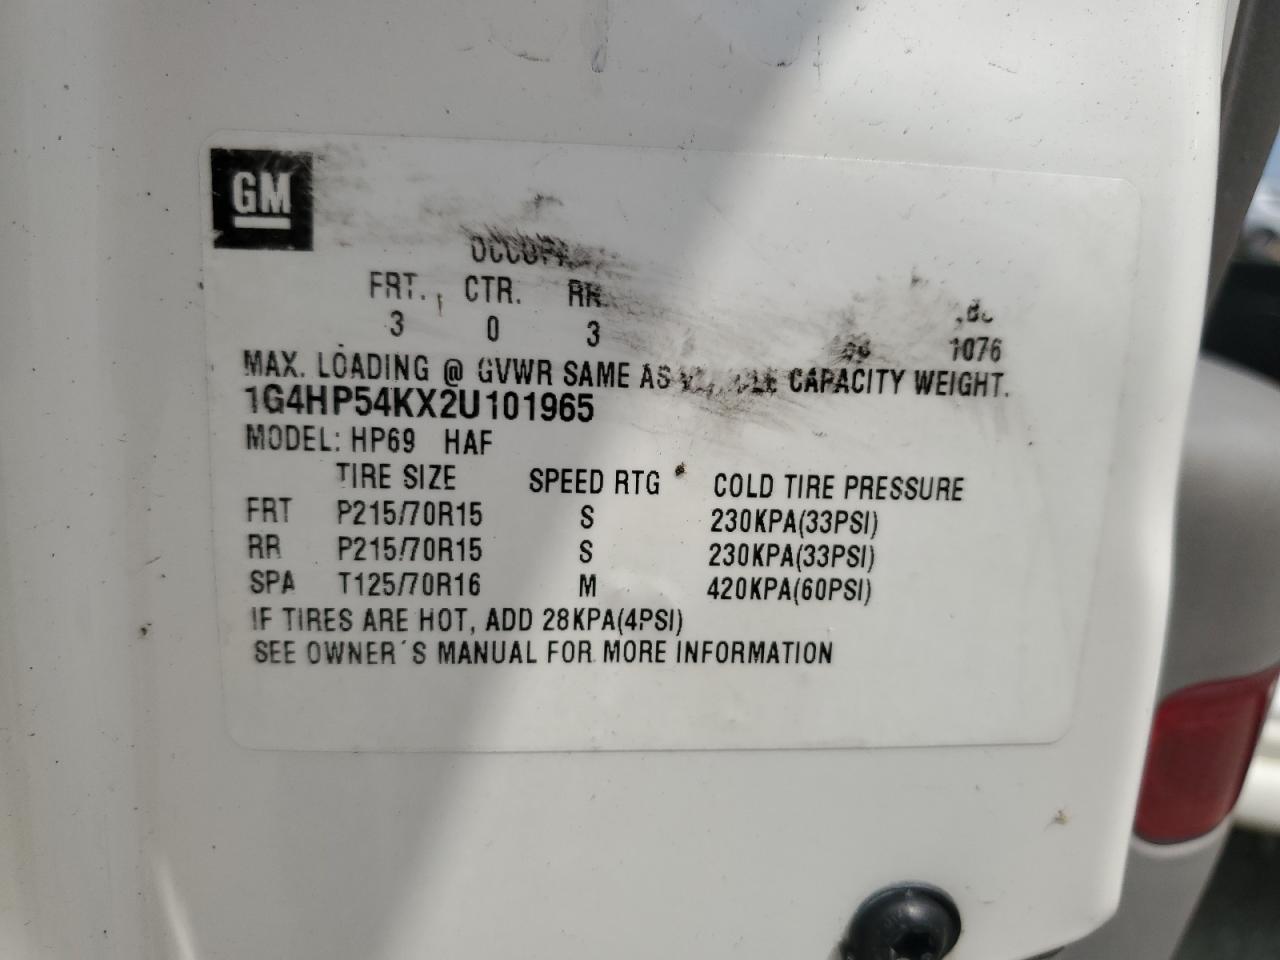 GM
FRT. CTR. RR.
3 0 3 1076
MAX. LOADING @ GVWR SAME AS CAPACITY WEIGHT.
1G4HP54KX2U101965
MODEL: HP69 HAF
TIRE SIZE SPEED RTG COLD TIRE PRESSURE
FRT P215/70R15 S 230KPA(33PSI)
RR P215/70R15 S 230KPA(33PSI)
SPA T125/70R16 M 420KPA(60PSI)
IF TIRES ARE HOT, ADD 28KPA(4PSI)
SEE OWNER´S MANUAL FOR MORE INFORMATION